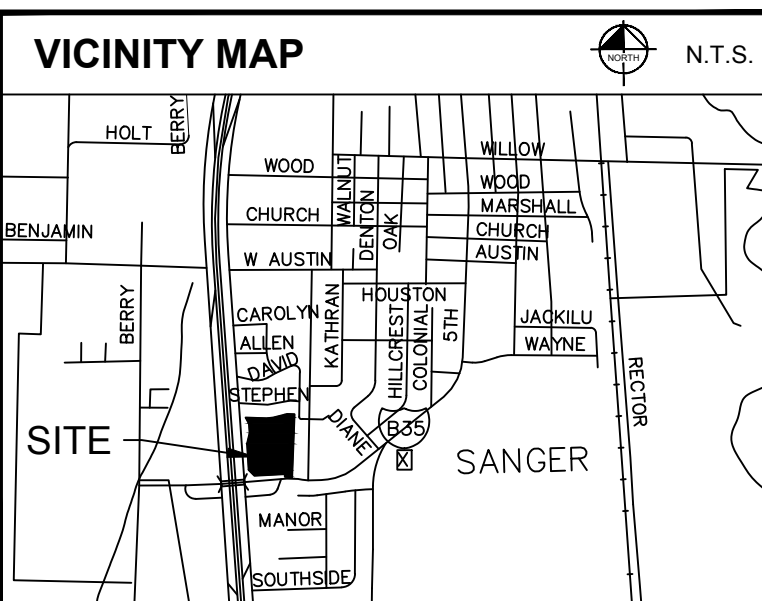 VICINITY MAP
NORTH
N.T.S.
BERRY
HOLT
WILLOW
WOOD
WALNUT
WOOD
DENTON
MARSHALL
CHURCH
OAK
BENJAMIN
CHURCH
W AUSTIN
AUSTIN
HOUSTON
BERRY
CAROLYN
KATHRAN
HILLCREST
COLONIAL
5TH
JACKILU
ALLEN
WAYNE
DAVID
RECTOR
STEPHEN
DIANE
SITE
B35
SANGER
MANOR
SOUTHSIDE